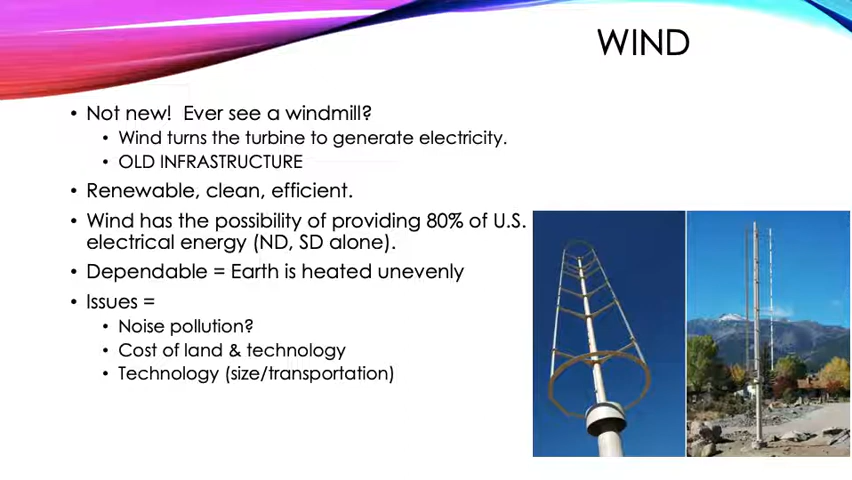 WIND
• Not new!  Ever see a windmill?
• Wind turns the turbine to generate electricity.
• OLD INFRASTRUCTURE
• Renewable, clean, efficient.
• Wind has the possibility of providing 80% of U.S.
electrical energy (ND, SD alone).
• Dependable = Earth is heated unevenly
• Issues =
• Noise pollution?
• Cost of land & technology
• Technology (size/transportation)